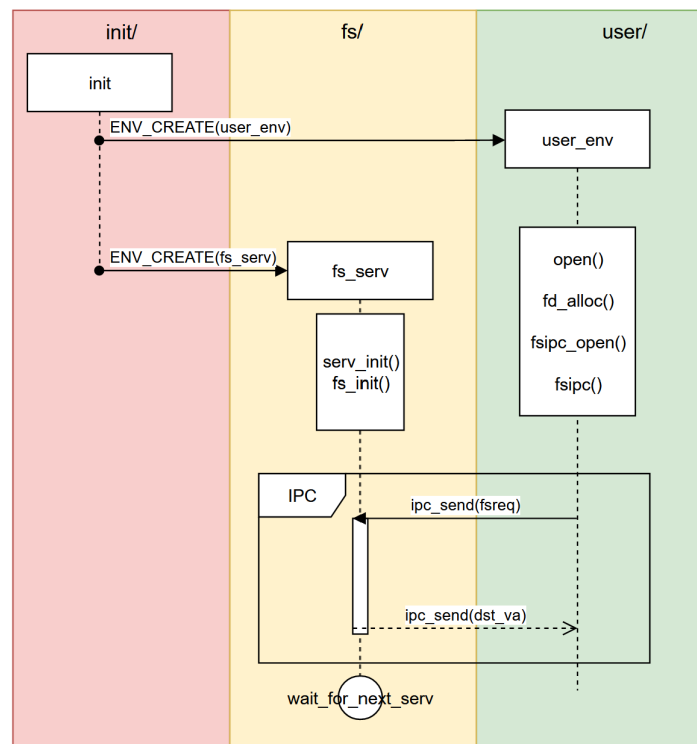 init/
fs/
user/
init
ENV_CREATE(user_env)
user_env
ENV_CREATE(fs_serv)
fs_serv
open()
fd_alloc()
fsipc_open()
fsipc()
serv_init()
fs_init()
IPC
ipc_send(fsreq)
ipc_send(dst_va)
wait_for_next_serv